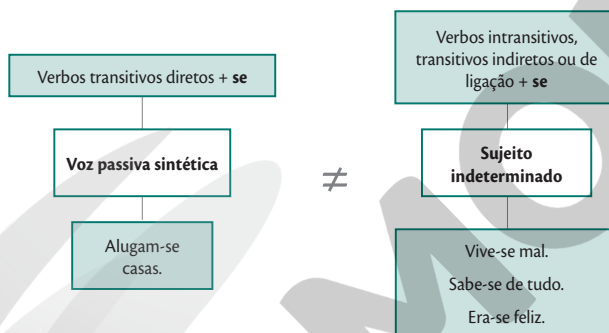 Verbos transitivos diretos + se
Voz passiva sintética
Alugam-se
casas.
≠
Verbos intransitivos,
transitivos indiretos ou de
ligação + se
Sujeito
indeterminado
Vive-se mal.
Sabe-se de tudo.
Era-se feliz.